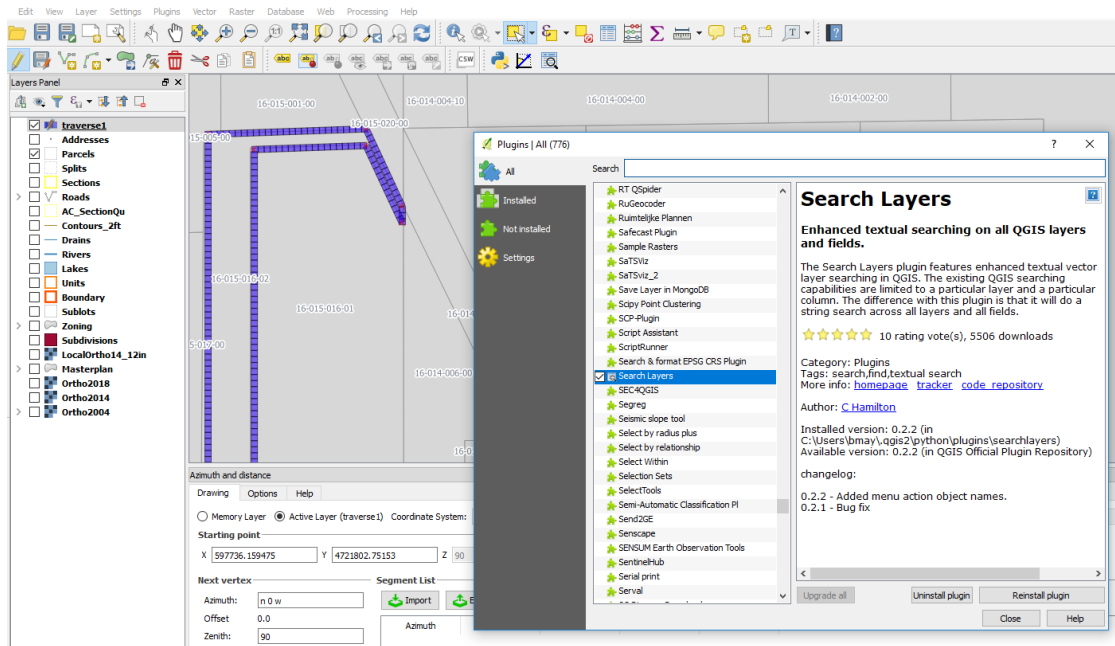 Edit View Layer Settings Plugins Vector Raster Database Web Processing Help
abc ab ab abc abc abc abc CSW
Layers Panel
traverse1
Addresses
Parcels
Splits
Sections
Roads
AC_SectionQu
Contours_2ft
Drains
Rivers
Lakes
Units
Boundary
Sublots
Zoning
Subdivisions
LocalOrtho14_12in
Masterplan
Ortho2018
Ortho2014
Ortho2004
16-015-001-00
16-014-004-10
16-014-004-00
16-014-002-00
16-015-020-00
15-005-00
16-015-016-02
16-015-016-01
16-014
5-017-00
16-014-006-00
16-0
Azimuth and distance
Drawing Options Help
Memory Layer Active Layer (traverse1) Coordinate System:
Starting point
X 597736.159475 Y 4721802.75153 Z 90
Next vertex Segment List
Azimuth: n 0 w Import E
Offset 0.0
Azimuth
Zenith: 90
Plugins | All (776) ? X
All
Installed
Not installed
Settings
Search
RT QSpider
RuGeocoder
Ruimtelijke Plannen
Safecast Plugin
Sample Rasters
SaTSViz
SaTSviz_2
Save Layer in MongoDB
Scipy Point Clustering
SCP-Plugin
Script Assistant
ScriptRunner
Search & format EPSG CRS Plugin
Search Layers
SEC4QGIS
Segreg
Seismic slope tool
Select by radius plus
Select by relationship
Select Within
Selection Sets
SelectTools
Semi-Automatic Classification Pl
Send2GE
Senscape
SENSUM Earth Observation Tools
SentinelHub
Serial print
Serval
Search Layers
Enhanced textual searching on all QGIS layers
and fields.
The Search Layers plugin features enhanced textual vector
layer searching in QGIS. The existing QGIS searching
capabilities are limited to a particular layer and a particular
column. The difference with this plugin is that it will do a
string search across all layers and all fields.
10 rating vote(s), 5506 downloads
Category: Plugins
Tags: search,find,textual search
More info: homepage tracker code repository
Author: C Hamilton
Installed version: 0.2.2 (in
C:\Users\bmay\.qgis2\python\plugins\searchlayers)
Available version: 0.2.2 (in QGIS Official Plugin Repository)
changelog:
0.2.2 - Added menu action object names.
0.2.1 - Bug fix
Upgrade all Uninstall plugin Reinstall plugin
Close Help